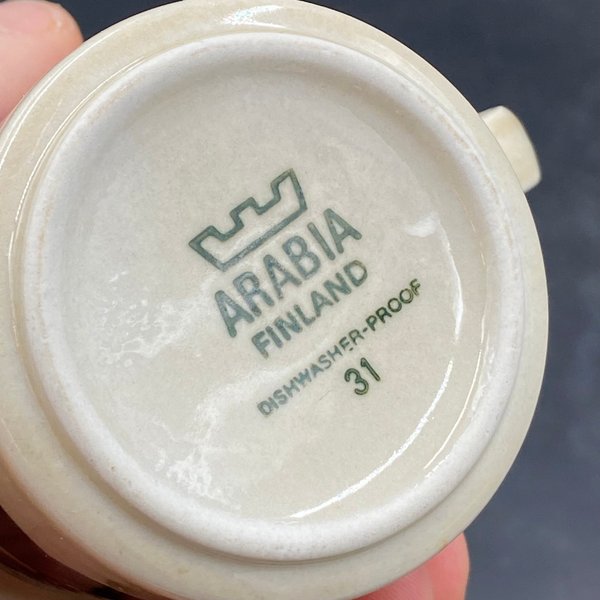 ARABIA
FINLAND
DISHWASHER-PROOF
31